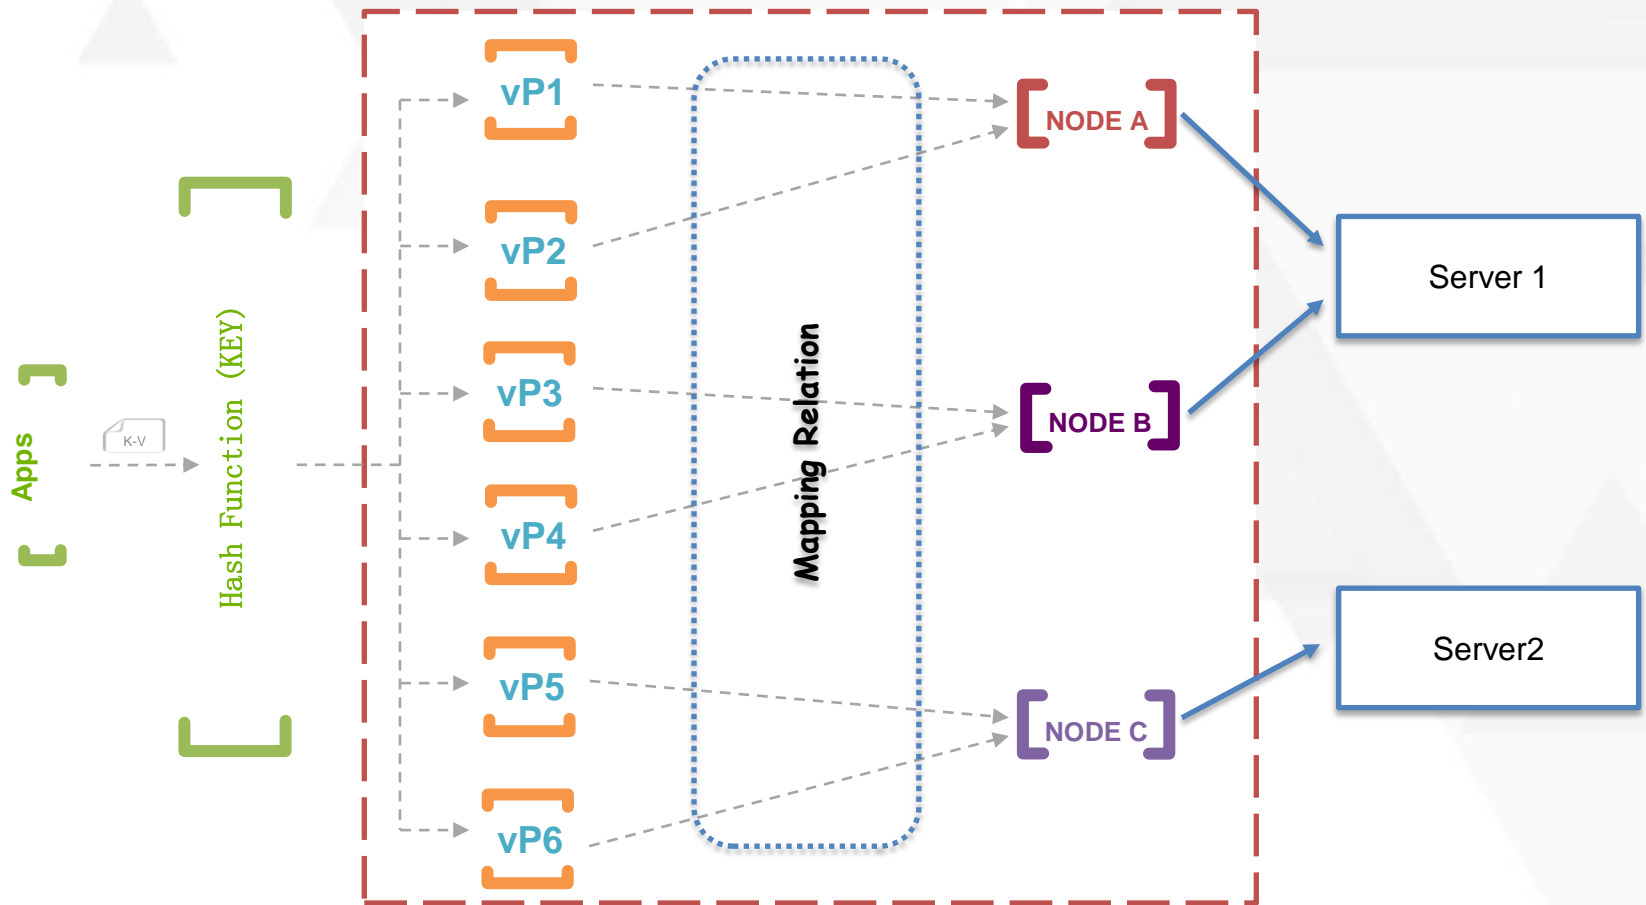 Apps
K-V
Hash Function (KEY)
vP1
vP2
vP3
vP4
vP5
vP6
Mapping Relation
NODE A
NODE B
NODE C
Server 1
Server2